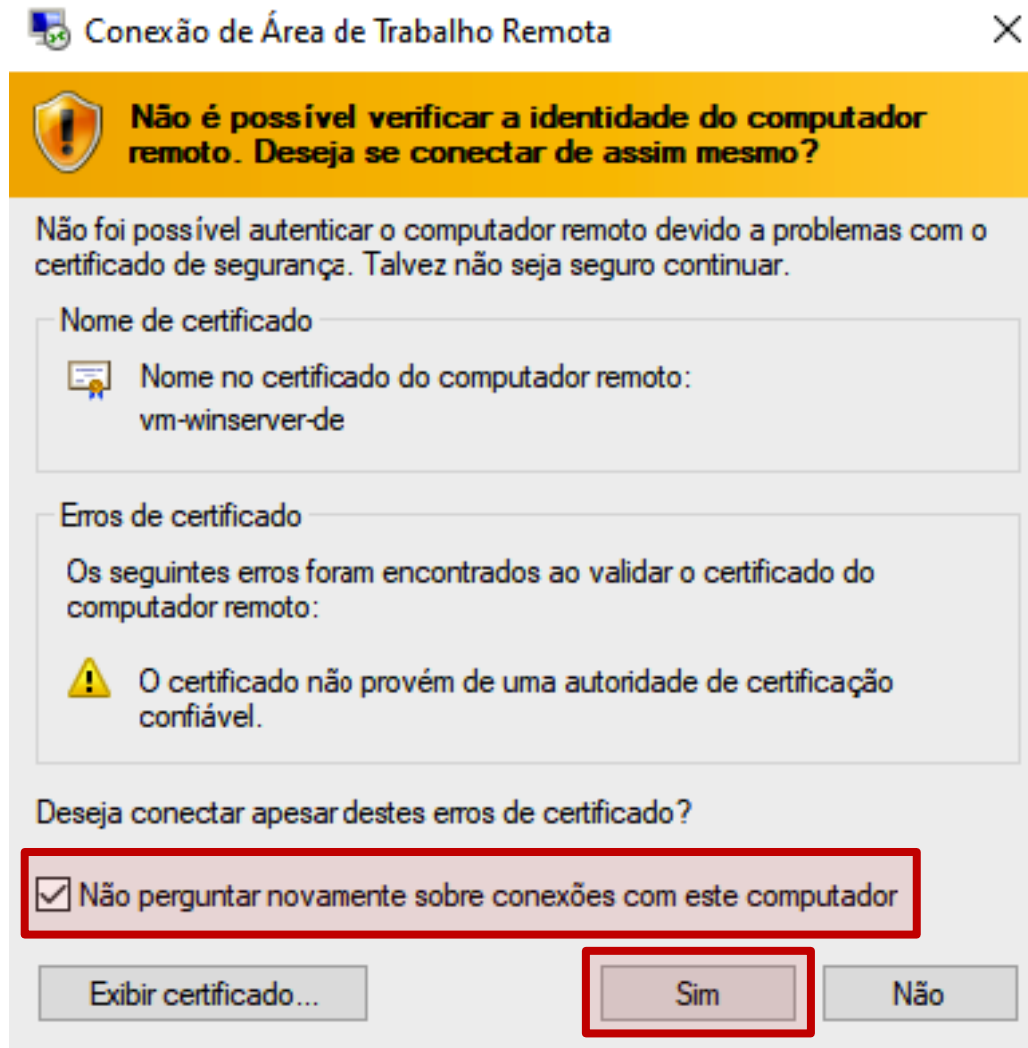 Conexão de Área de Trabalho Remota
Não é possível verificar a identidade do computador
remoto. Deseja se conectar de assim mesmo?
Não foi possível autenticar o computador remoto devido a problemas com o
certificado de segurança. Talvez não seja seguro continuar.
Nome de certificado
Nome no certificado do computador remoto:
vm-winserver-de
Erros de certificado
Os seguintes erros foram encontrados ao validar o certificado do
computador remoto:
O certificado não provém de uma autoridade de certificação
confiável.
Deseja conectar apesar destes erros de certificado?
Não perguntar novamente sobre conexões com este computador
Exibir certificado... Sim Não